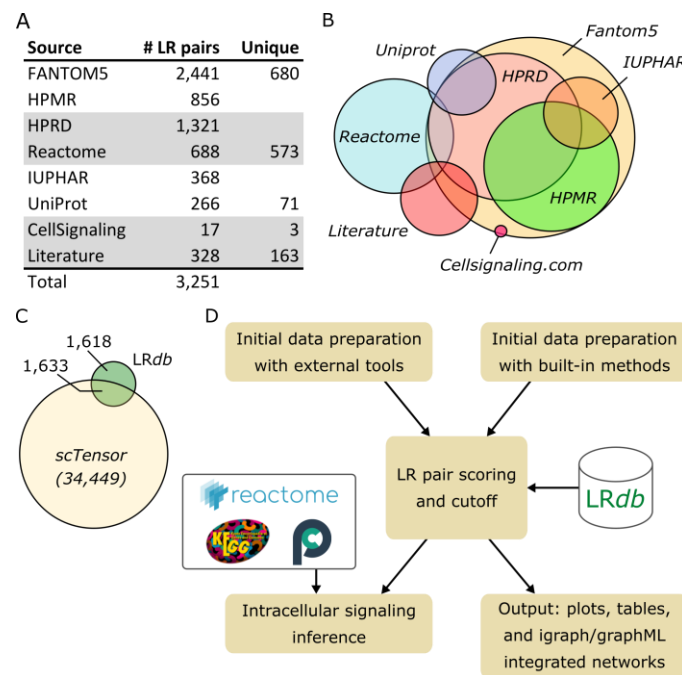 A
Source # LR pairs Unique
FANTOM5 2,441 680
HPMR 856
HPRD 1,321
Reactome 688 573
IUPHAR 368
UniProt 266 71
CellSignaling 17 3
Literature 328 163
Total 3,251
B
Fantom5
Uniprot
HPRD
IUPHAR
Reactome
HPMR
Literature
Cellsignaling.com
C
1,618
LRdb
1,633
scTensor
(34,449)
D
Initial data preparation
with external tools
Initial data preparation
with built-in methods
LR pair scoring
and cutoff
LRdb
reactome
KEGG
PC
Intracellular signaling
inference
Output: plots, tables,
and igraph/graphML
integrated networks